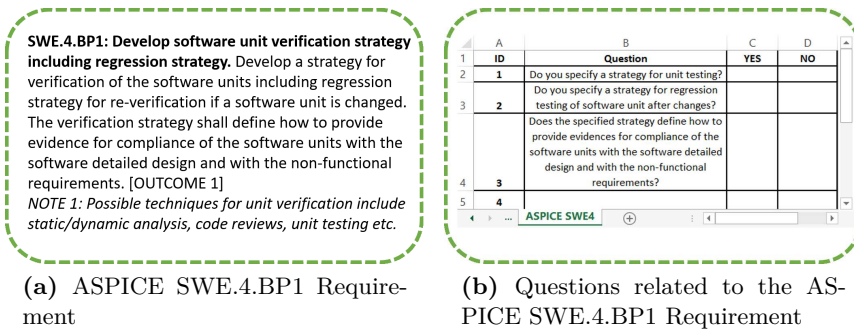 SWE.4.BP1: Develop software unit verification strategy
including regression strategy. Develop a strategy for
verification of the software units including regression
strategy for re-verification if a software unit is changed.
The verification strategy shall define how to provide
evidence for compliance of the software units with the
software detailed design and with the non-functional
requirements. [OUTCOME 1]
NOTE 1: Possible techniques for unit verification include
static/dynamic analysis, code reviews, unit testing etc.
(a) ASPICE SWE.4.BP1 Require-
ment
A B C D
1 ID Question YES NO
2 1 Do you specify a strategy for unit testing?
Do you specify a strategy for regression
3 2 testing of software unit after changes?
Does the specified strategy define how to
provide evidences for compliance of the
software units with the software detailed
design and with the non-functional
4 3 requirements?
5 4
... ASPICE SWE4
(b) Questions related to the AS-
PICE SWE.4.BP1 Requirement